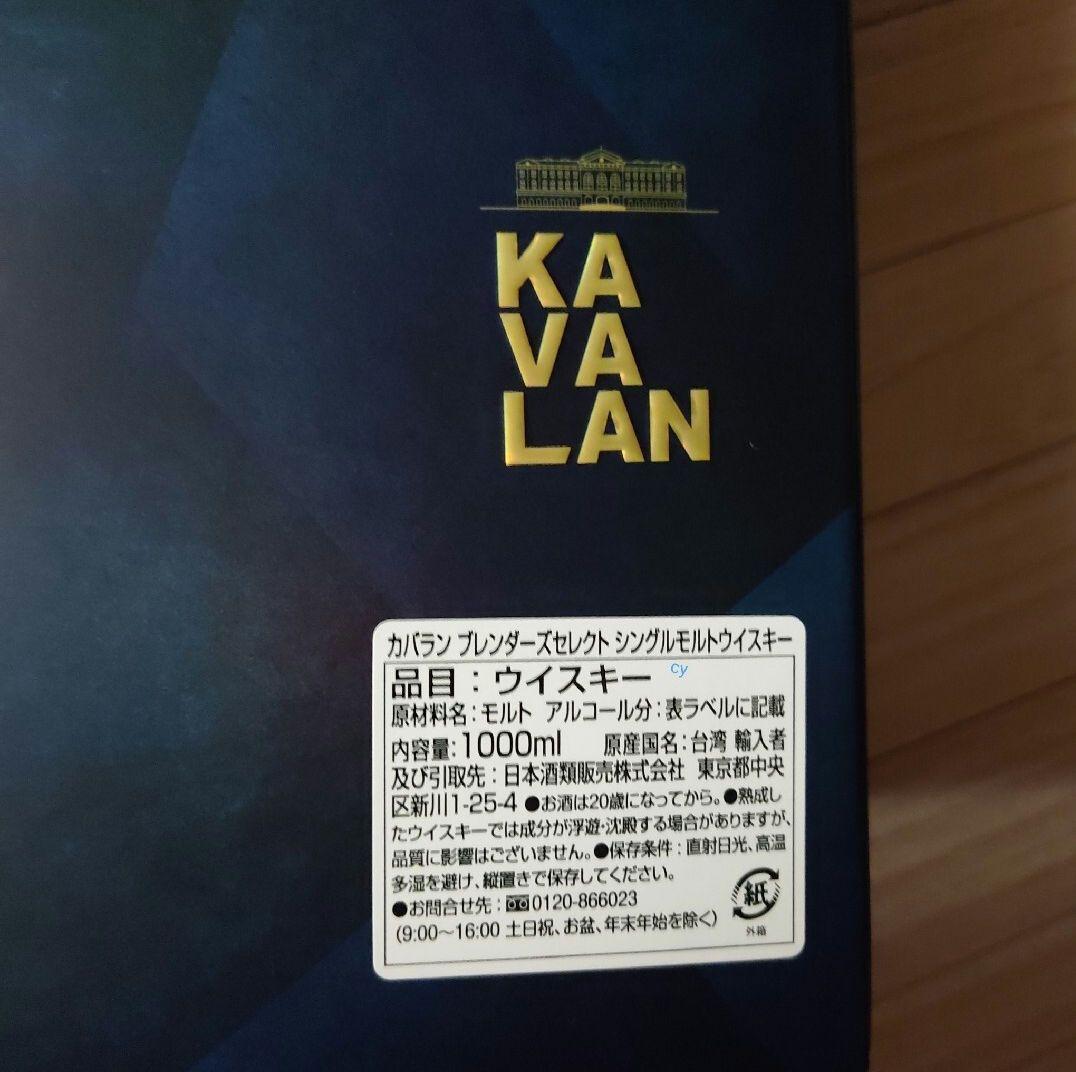 KA
VA
LAN
カバラン ブレンダーズセレクト シングルモルトウイスキー
品目：ウイスキー
cy
原材料名：モルト アルコール分：表ラベルに記載
内容量：1000ml 原産国名：台湾 輸入者
及び引取先：日本酒類販売株式会社 東京都中央
区新川1-25-4 ●お酒は20歳になってから。●熟成し
たウイスキーでは成分が浮遊・沈殿する場合がありますが、
品質に影響はございません。●保存条件：直射日光、高温
多湿を避け、縦置きで保存してください。
●お問合せ先：0120-866023
（9:00～16:00 土日祝、お盆、年末年始を除く）
紙
外箱